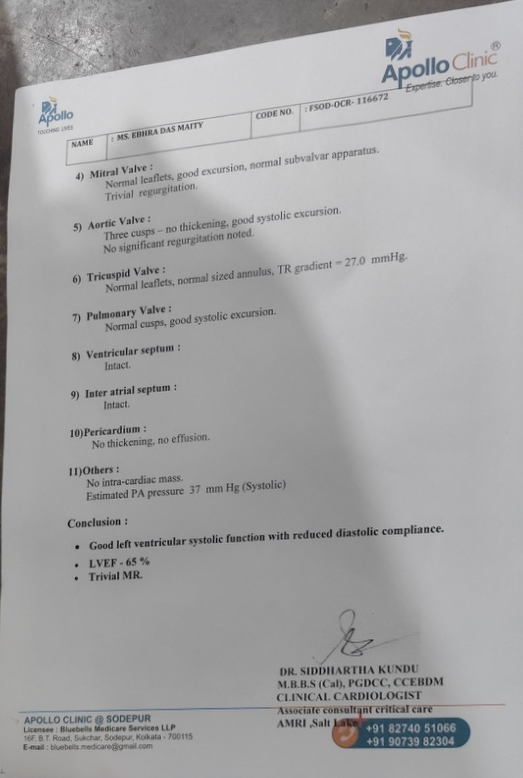 Apollo Clinic®
Expertise. Closer to you.
Apollo
TOUCHING LIVES
NAME : MS. EBHRA DAS MAITY CODE NO. : FSOD-OCR- 116672
4) Mitral Valve :
Normal leaflets, good excursion, normal subvalvar apparatus.
Trivial regurgitation.
5) Aortic Valve :
Three cusps – no thickening, good systolic excursion.
No significant regurgitation noted.
6) Tricuspid Valve :
Normal leaflets, normal sized annulus, TR gradient = 27.0 mmHg.
7) Pulmonary Valve :
Normal cusps, good systolic excursion.
8) Ventricular septum :
Intact.
9) Inter atrial septum :
Intact.
10)Pericardium :
No thickening, no effusion.
11)Others :
No intra-cardiac mass.
Estimated PA pressure 37 mm Hg (Systolic)
Conclusion :
• Good left ventricular systolic function with reduced diastolic compliance.
• LVEF - 65 %
• Trivial MR.
DR. SIDDHARTHA KUNDU
M.B.B.S (Cal), PGDCC, CCEBDM
CLINICAL CARDIOLOGIST
Associate consultant critical care
AMRI ,Salt Lake
APOLLO CLINIC @ SODEPUR
Licensee : Bluebells Medicare Services LLP
16F, B.T. Road, Sukchar, Sodepur, Kolkata - 700115
E-mail : bluebells.medicare@gmail.com
+91 82740 51066
+91 90739 82304